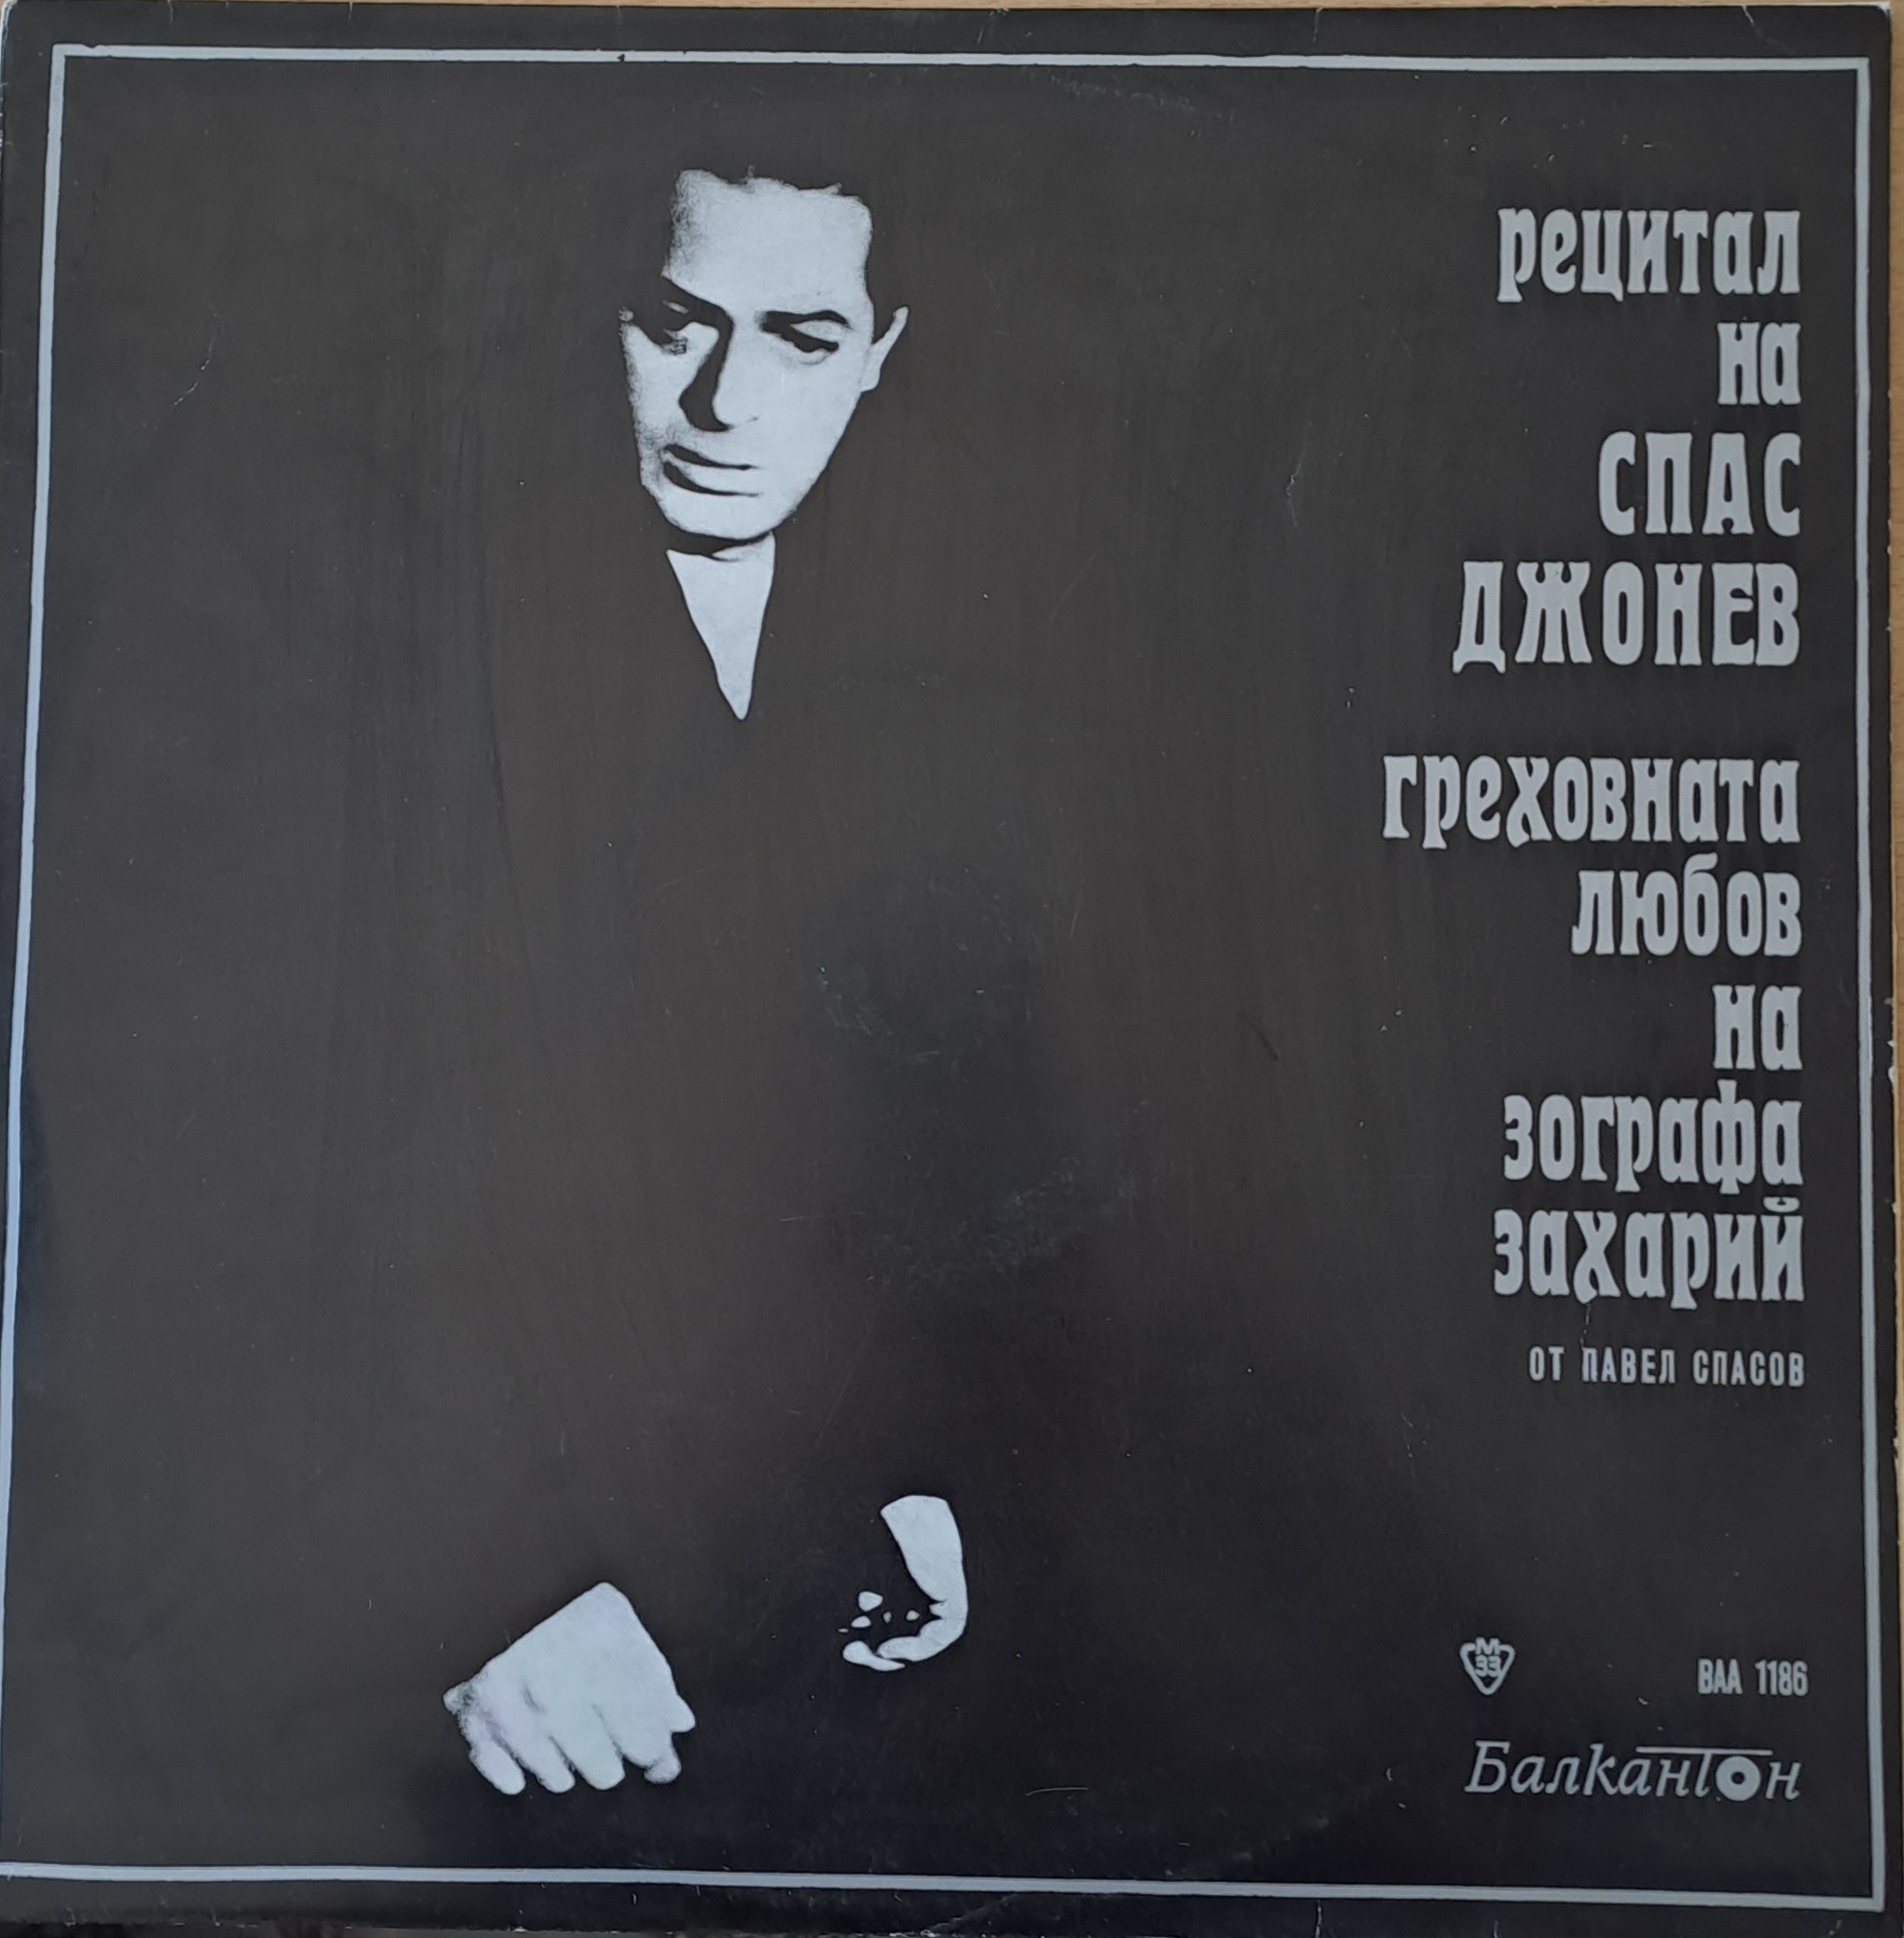 рецитал
на
СПАС
ДЖОНЕВ
греховната
любов
на
зографа
захарий
ОТ ПАВЕЛ СПАСОВ
М
33
ВАА 1186
Балкантон